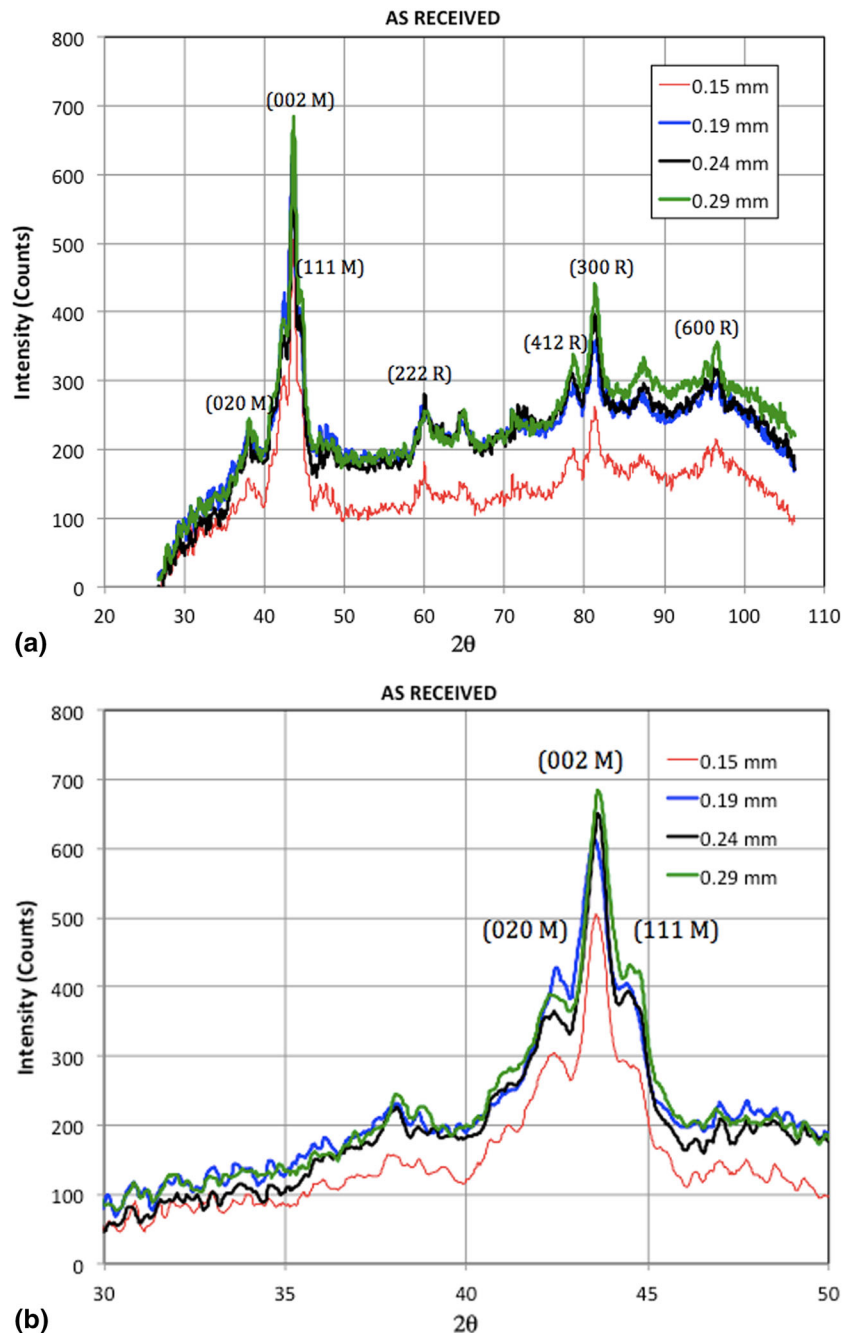 AS RECEIVED
800
700
600
500
400
300
200
100
0
Intensity (Counts)
(002 M)
(111 M)
(020 M)
(222 R)
(412 R)
(300 R)
(600 R)
0.15 mm
0.19 mm
0.24 mm
0.29 mm
20 30 40 50 60 70 80 90 100 110
2θ
(a)
AS RECEIVED
800
700
600
500
400
300
200
100
0
Intensity (Counts)
(002 M)
(020 M) (111 M)
0.15 mm
0.19 mm
0.24 mm
0.29 mm
30 35 40 45 50
2θ
(b)